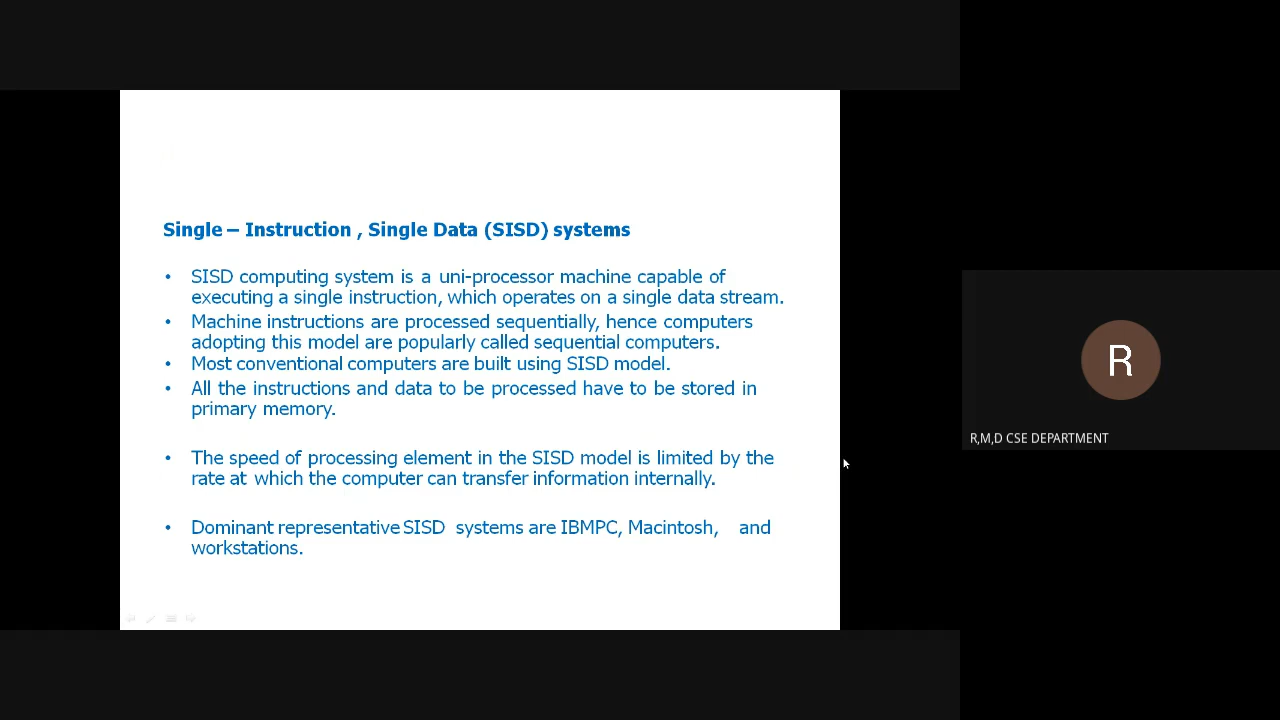 Single – Instruction , Single Data (SISD) systems
• SISD computing system is a uni-processor machine capable of
executing a single instruction, which operates on a single data stream.
• Machine instructions are processed sequentially, hence computers
adopting this model are popularly called sequential computers.
• Most conventional computers are built using SISD model.
• All the instructions and data to be processed have to be stored in
primary memory.
• The speed of processing element in the SISD model is limited by the
rate at which the computer can transfer information internally.
• Dominant representative SISD systems are IBMPC, Macintosh, and
workstations.
R
R,M,D CSE DEPARTMENT